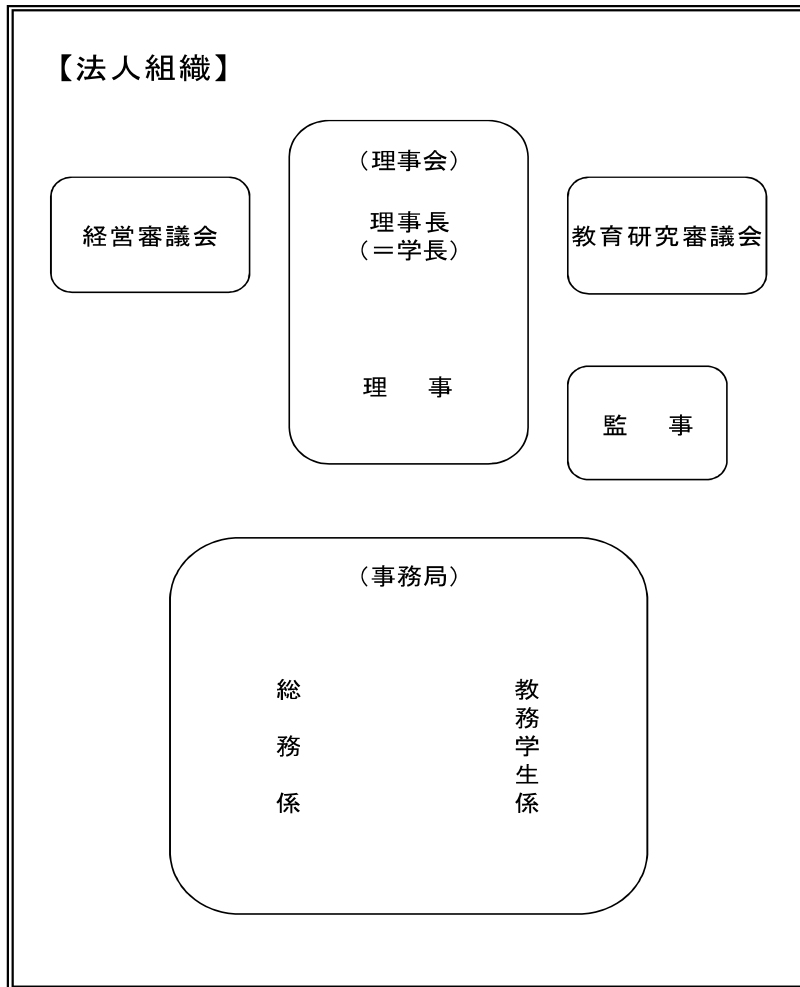 【法人組織】
（理事会）
経営審議会
理事長
（＝学長）
教育研究審議会
理　事
監　事
（事務局）
総務係
教務学生係